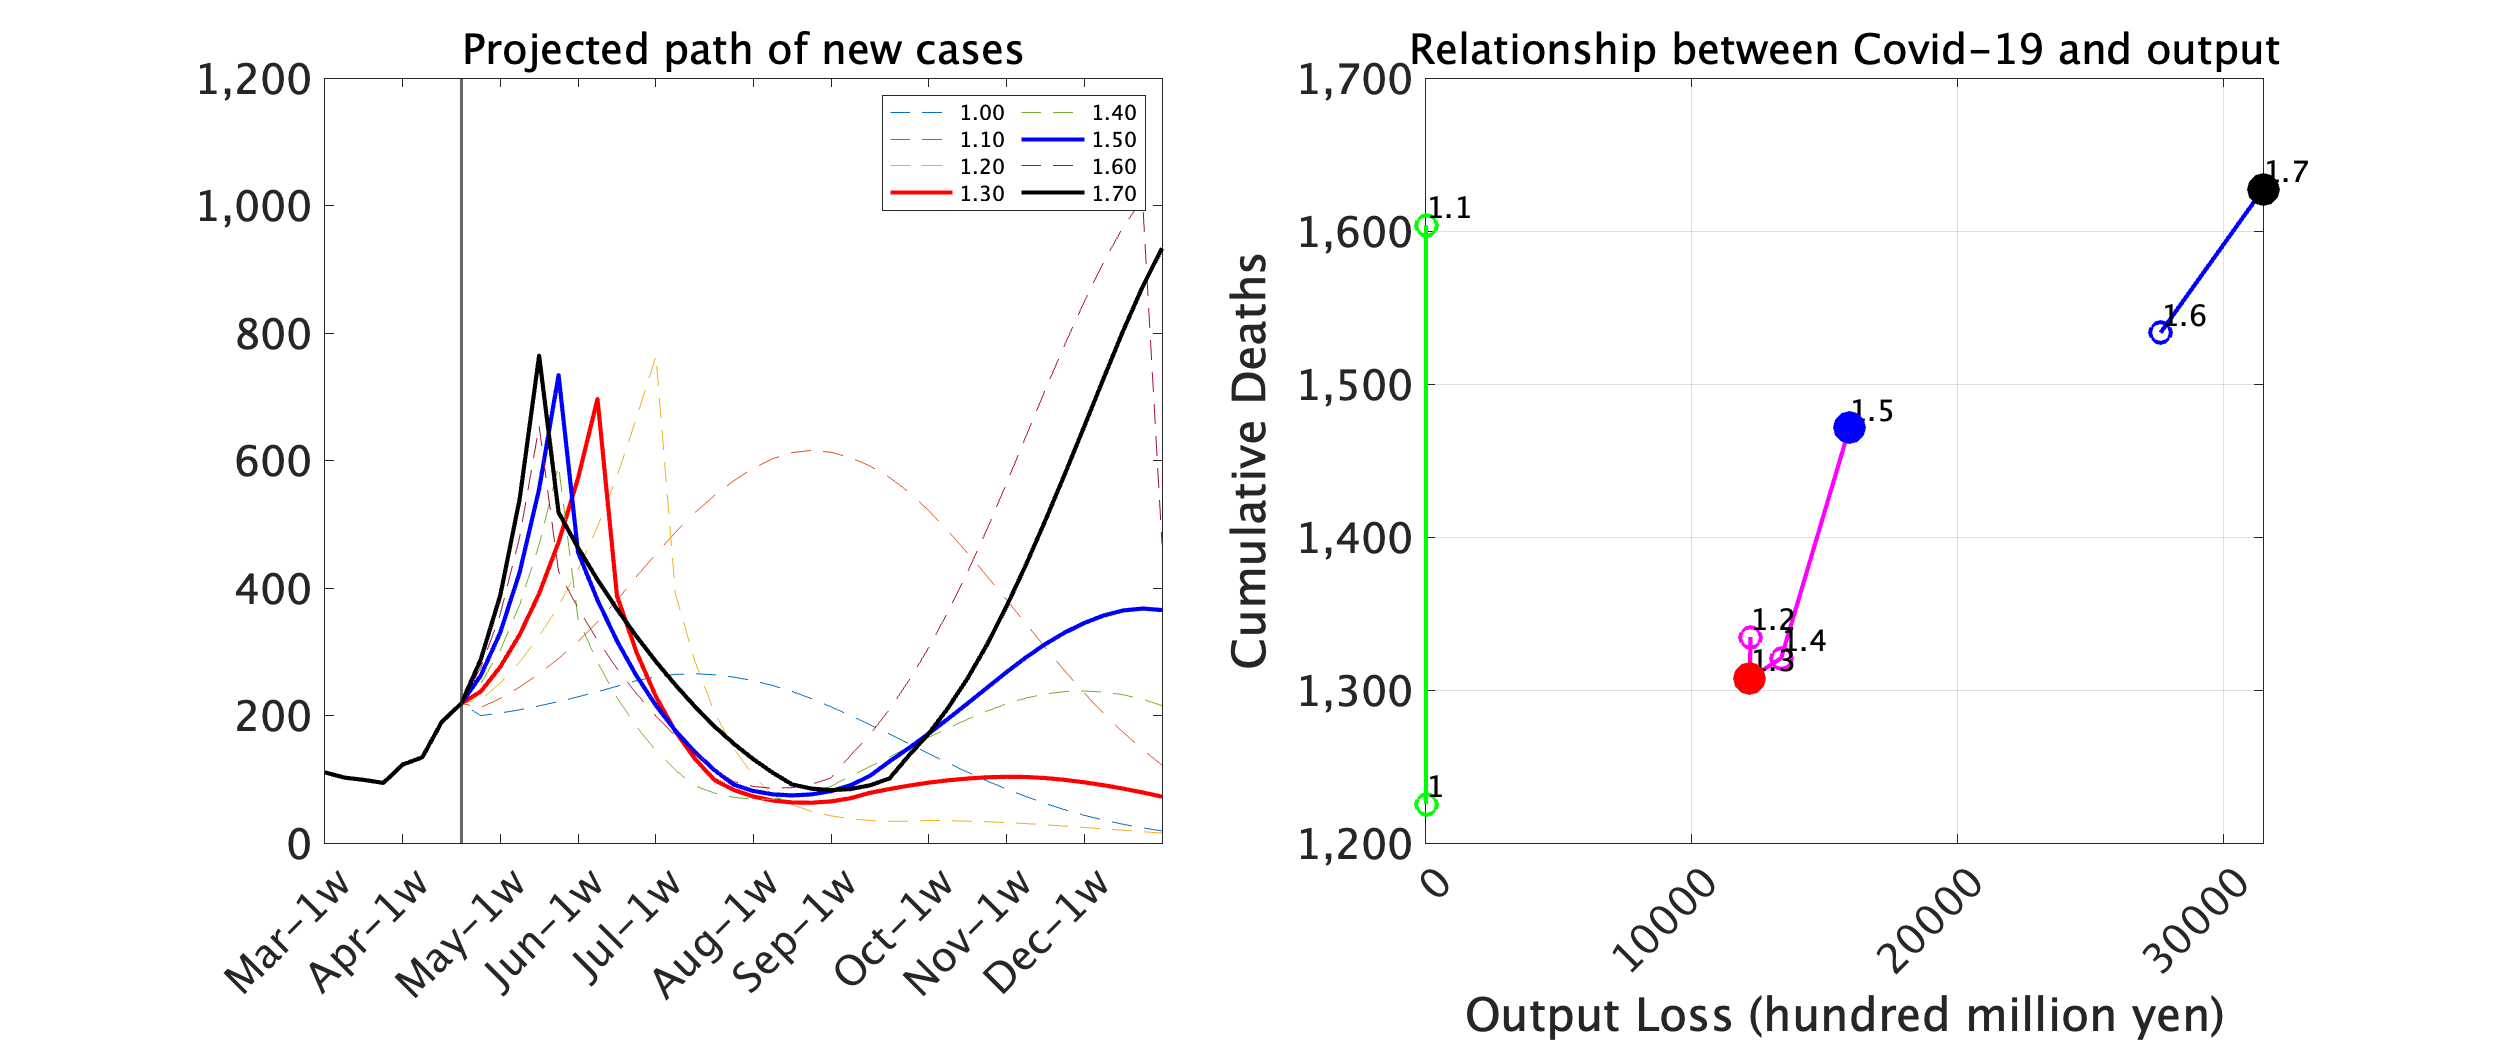 Projected path of new cases
1,200
1,000
800
600
400
200
0
1.00
1.10
1.20
1.30
1.40
1.50
1.60
1.70
Mar-1w
Apr-1w
May-1w
Jun-1w
Jul-1w
Aug-1w
Sep-1w
Oct-1w
Nov-1w
Dec-1w
Relationship between Covid-19 and output
Cumulative Deaths
1,700
1,600
1,500
1,400
1,300
1,200
1.7
1.1
1.6
1.5
1.2
1.4
1.3
1
0
10000
20000
30000
Output Loss (hundred million yen)